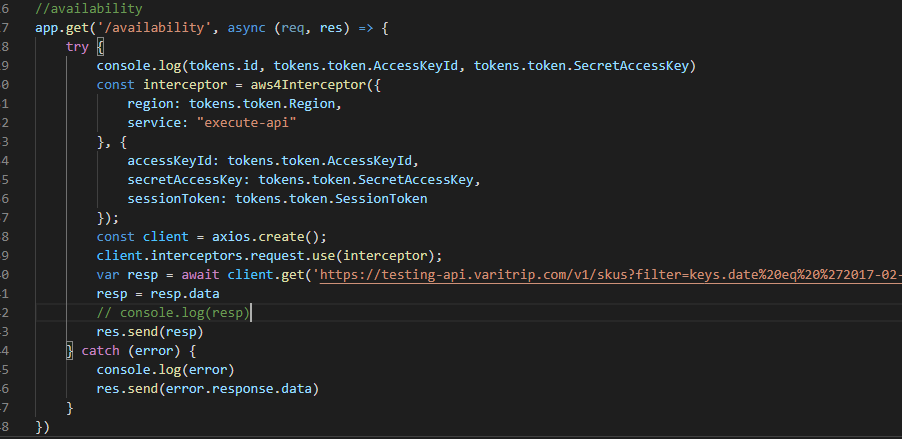 6 //availability
7 app.get('/availability', async (req, res) => {
8 try {
9 console.log(tokens.id, tokens.token.AccessKeyId, tokens.token.SecretAccessKey)
0 const interceptor = aws4Interceptor({
1 region: tokens.token.Region,
2 service: "execute-api"
3 }, {
4 accessKeyId: tokens.token.AccessKeyId,
5 secretAccessKey: tokens.token.SecretAccessKey,
6 sessionToken: tokens.token.SessionToken
7 });
8 const client = axios.create();
9 client.interceptors.request.use(interceptor);
0 var resp = await client.get('https://testing-api.varitrip.com/v1/skus?filter=keys.date%20eq%20%272017-02-
1 resp = resp.data
2 // console.log(resp)
3 res.send(resp)
4 } catch (error) {
5 console.log(error)
6 res.send(error.response.data)
7 }
8 })